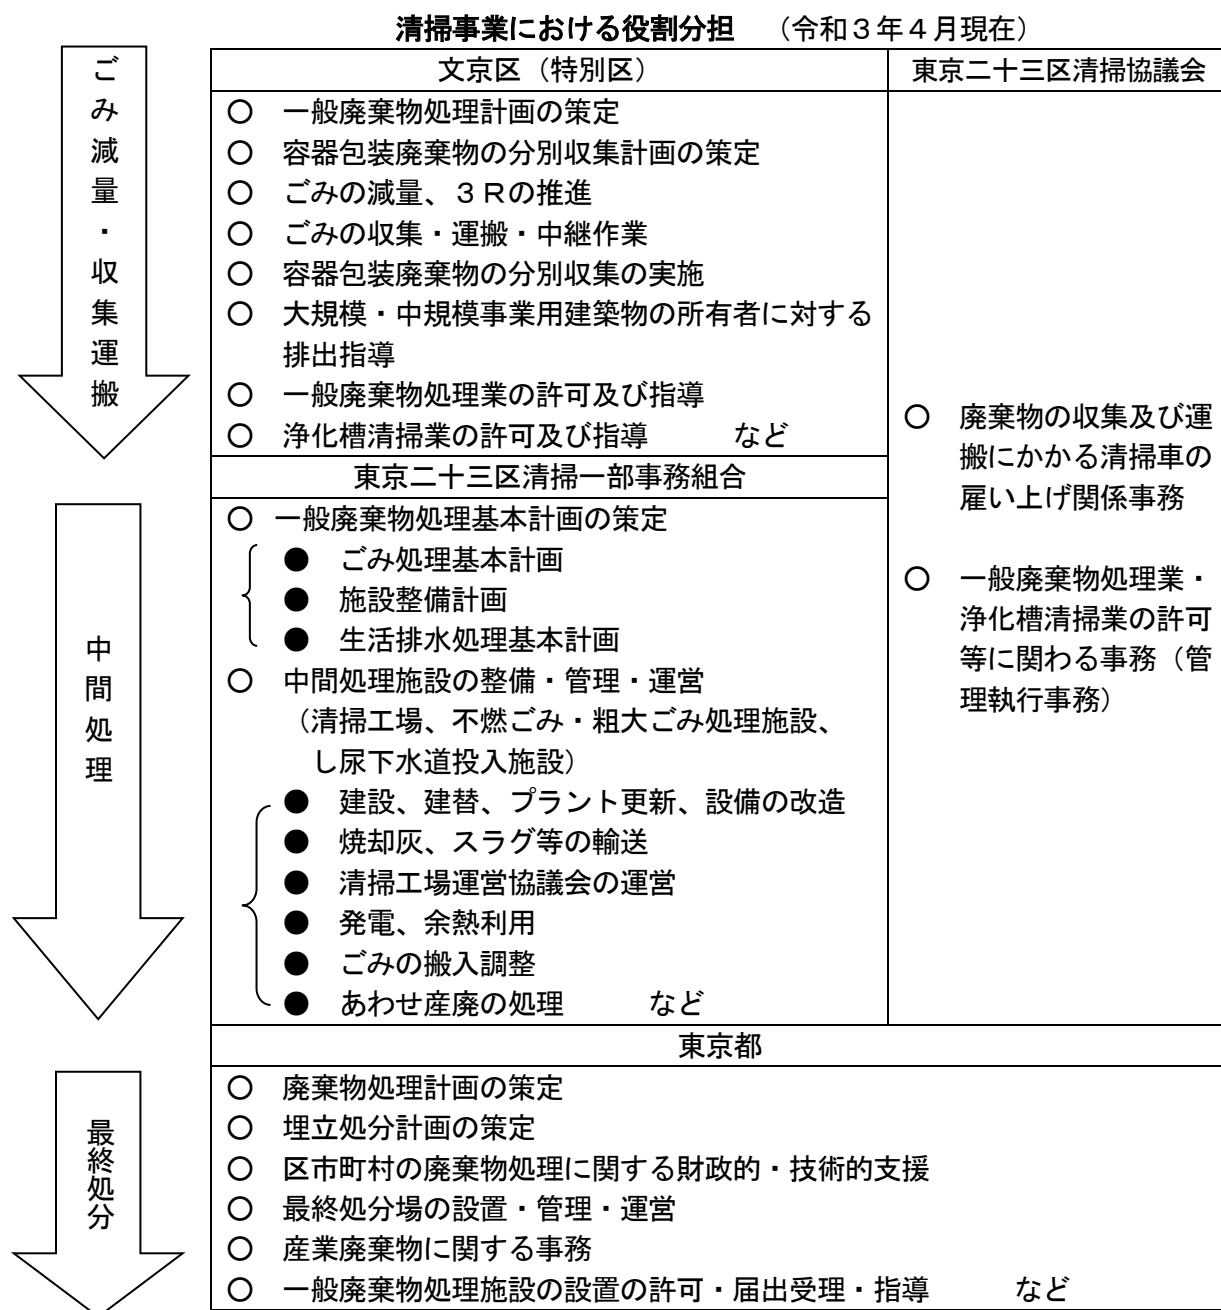 清掃事業における役割分担　（令和３年４月現在）
ごみ減量・収集運搬
文京区（特別区）
○　一般廃棄物処理計画の策定
○　容器包装廃棄物の分別収集計画の策定
○　ごみの減量、３Ｒの推進
○　ごみの収集・運搬・中継作業
○　容器包装廃棄物の分別収集の実施
○　大規模・中規模事業用建築物の所有者に対する
排出指導
○　一般廃棄物処理業の許可及び指導
○　浄化槽清掃業の許可及び指導　　　など
東京二十三区清掃協議会
○　廃棄物の収集及び運
搬にかかる清掃車の
雇い上げ関係事務
○　一般廃棄物処理業・
浄化槽清掃業の許可
等に関わる事務（管
理執行事務）
中間処理
東京二十三区清掃一部事務組合
○　一般廃棄物処理基本計画の策定
●　ごみ処理基本計画
●　施設整備計画
●　生活排水処理基本計画
○　中間処理施設の整備・管理・運営
（清掃工場、不燃ごみ・粗大ごみ処理施設、
し尿下水道投入施設）
●　建設、建替、プラント更新、設備の改造
●　焼却灰、スラグ等の輸送
●　清掃工場運営協議会の運営
●　発電、余熱利用
●　ごみの搬入調整
●　あわせ産廃の処理　　　など
最終処分
東京都
○　廃棄物処理計画の策定
○　埋立処分計画の策定
○　区市町村の廃棄物処理に関する財政的・技術的支援
○　最終処分場の設置・管理・運営
○　産業廃棄物に関する事務
○　一般廃棄物処理施設の設置の許可・届出受理・指導　　　など